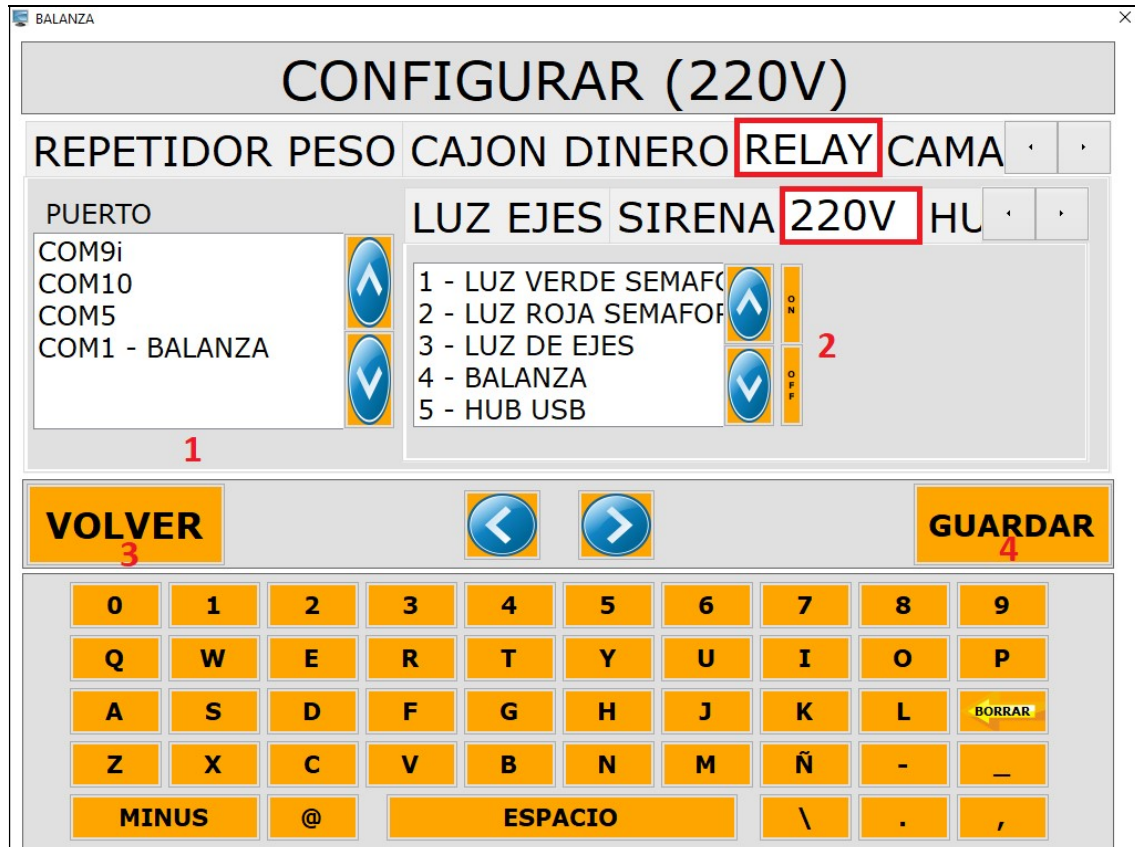 BALANZA
CONFIGURAR (220V)
REPETIDOR PESO CAJON DINERO RELAY CAMA
PUERTO
LUZ EJES SIRENA 220V HU
COM9i
COM10
COM5
COM1 - BALANZA
1 - LUZ VERDE SEMAFO
2 - LUZ ROJA SEMAFOR
3 - LUZ DE EJES
4 - BALANZA
5 - HUB USB
ON
OFF
2
1
VOLVER
3
GUARDAR
4
0 1 2 3 4 5 6 7 8 9
Q W E R T Y U I O P
A S D F G H J K L BORRAR
Z X C V B N M Ñ - _
MINUS @ ESPACIO \ . ,